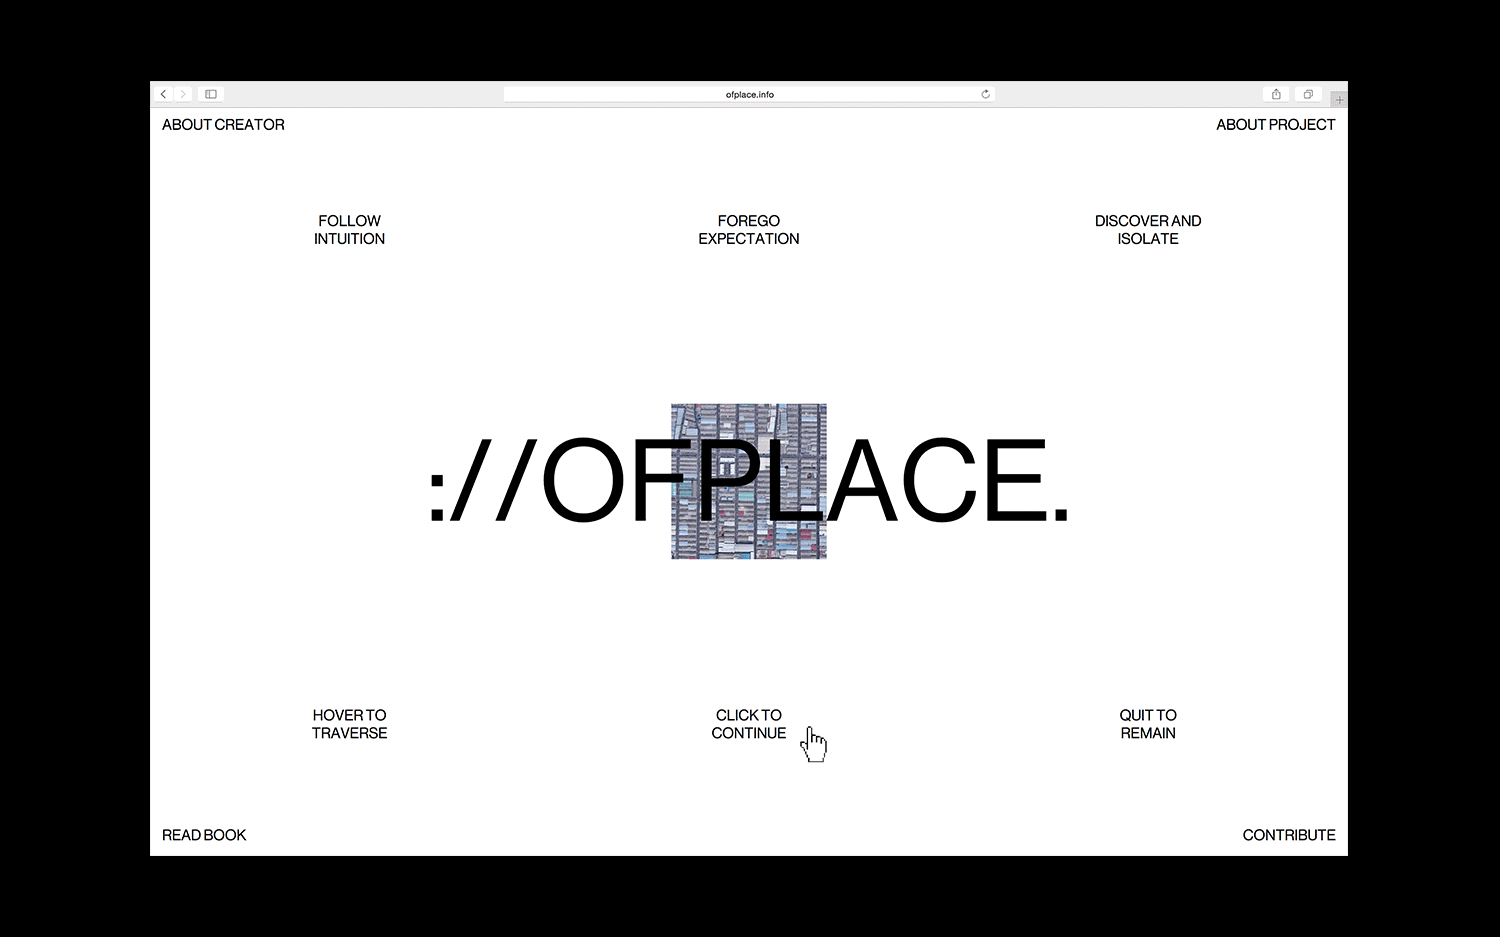 ofplace.info
ABOUT CREATOR
ABOUT PROJECT
FOLLOW
INTUITION
FOREGO
EXPECTATION
DISCOVER AND
ISOLATE
://OFPLACE.
HOVER TO
TRAVERSE
CLICK TO
CONTINUE
QUIT TO
REMAIN
READ BOOK
CONTRIBUTE